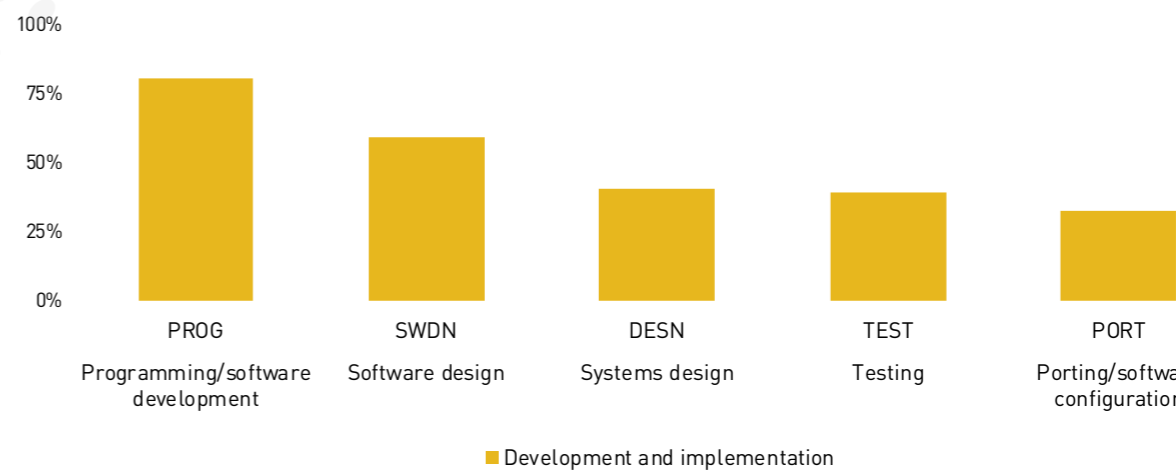 100%
75%
50%
25%
0%
PROG SWDN DESN TEST PORT
Programming/software Software design Systems design Testing
development
Development and implementation